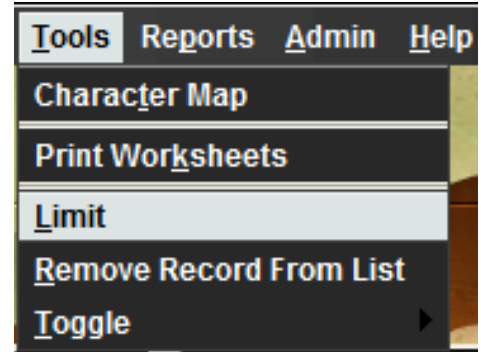 Tools Reports Admin Help
Character Map
Print Worksheets
Limit
Remove Record From List
Toggle